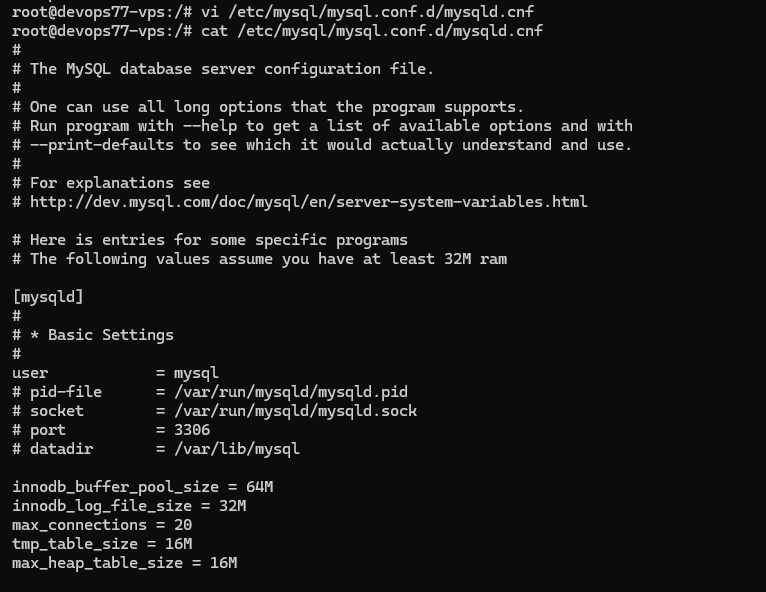 root@devops77-vps:/# vi /etc/mysql/mysql.conf.d/mysqld.cnf
root@devops77-vps:/# cat /etc/mysql/mysql.conf.d/mysqld.cnf
#
# The MySQL database server configuration file.
#
# One can use all long options that the program supports.
# Run program with --help to get a list of available options and with
# --print-defaults to see which it would actually understand and use.
#
# For explanations see
# http://dev.mysql.com/doc/mysql/en/server-system-variables.html

# Here is entries for some specific programs
# The following values assume you have at least 32M ram

[mysqld]
#
# * Basic Settings
#
user            = mysql
# pid-file      = /var/run/mysqld/mysqld.pid
# socket        = /var/run/mysqld/mysqld.sock
# port          = 3306
# datadir       = /var/lib/mysql

innodb_buffer_pool_size = 64M
innodb_log_file_size = 32M
max_connections = 20
tmp_table_size = 16M
max_heap_table_size = 16M